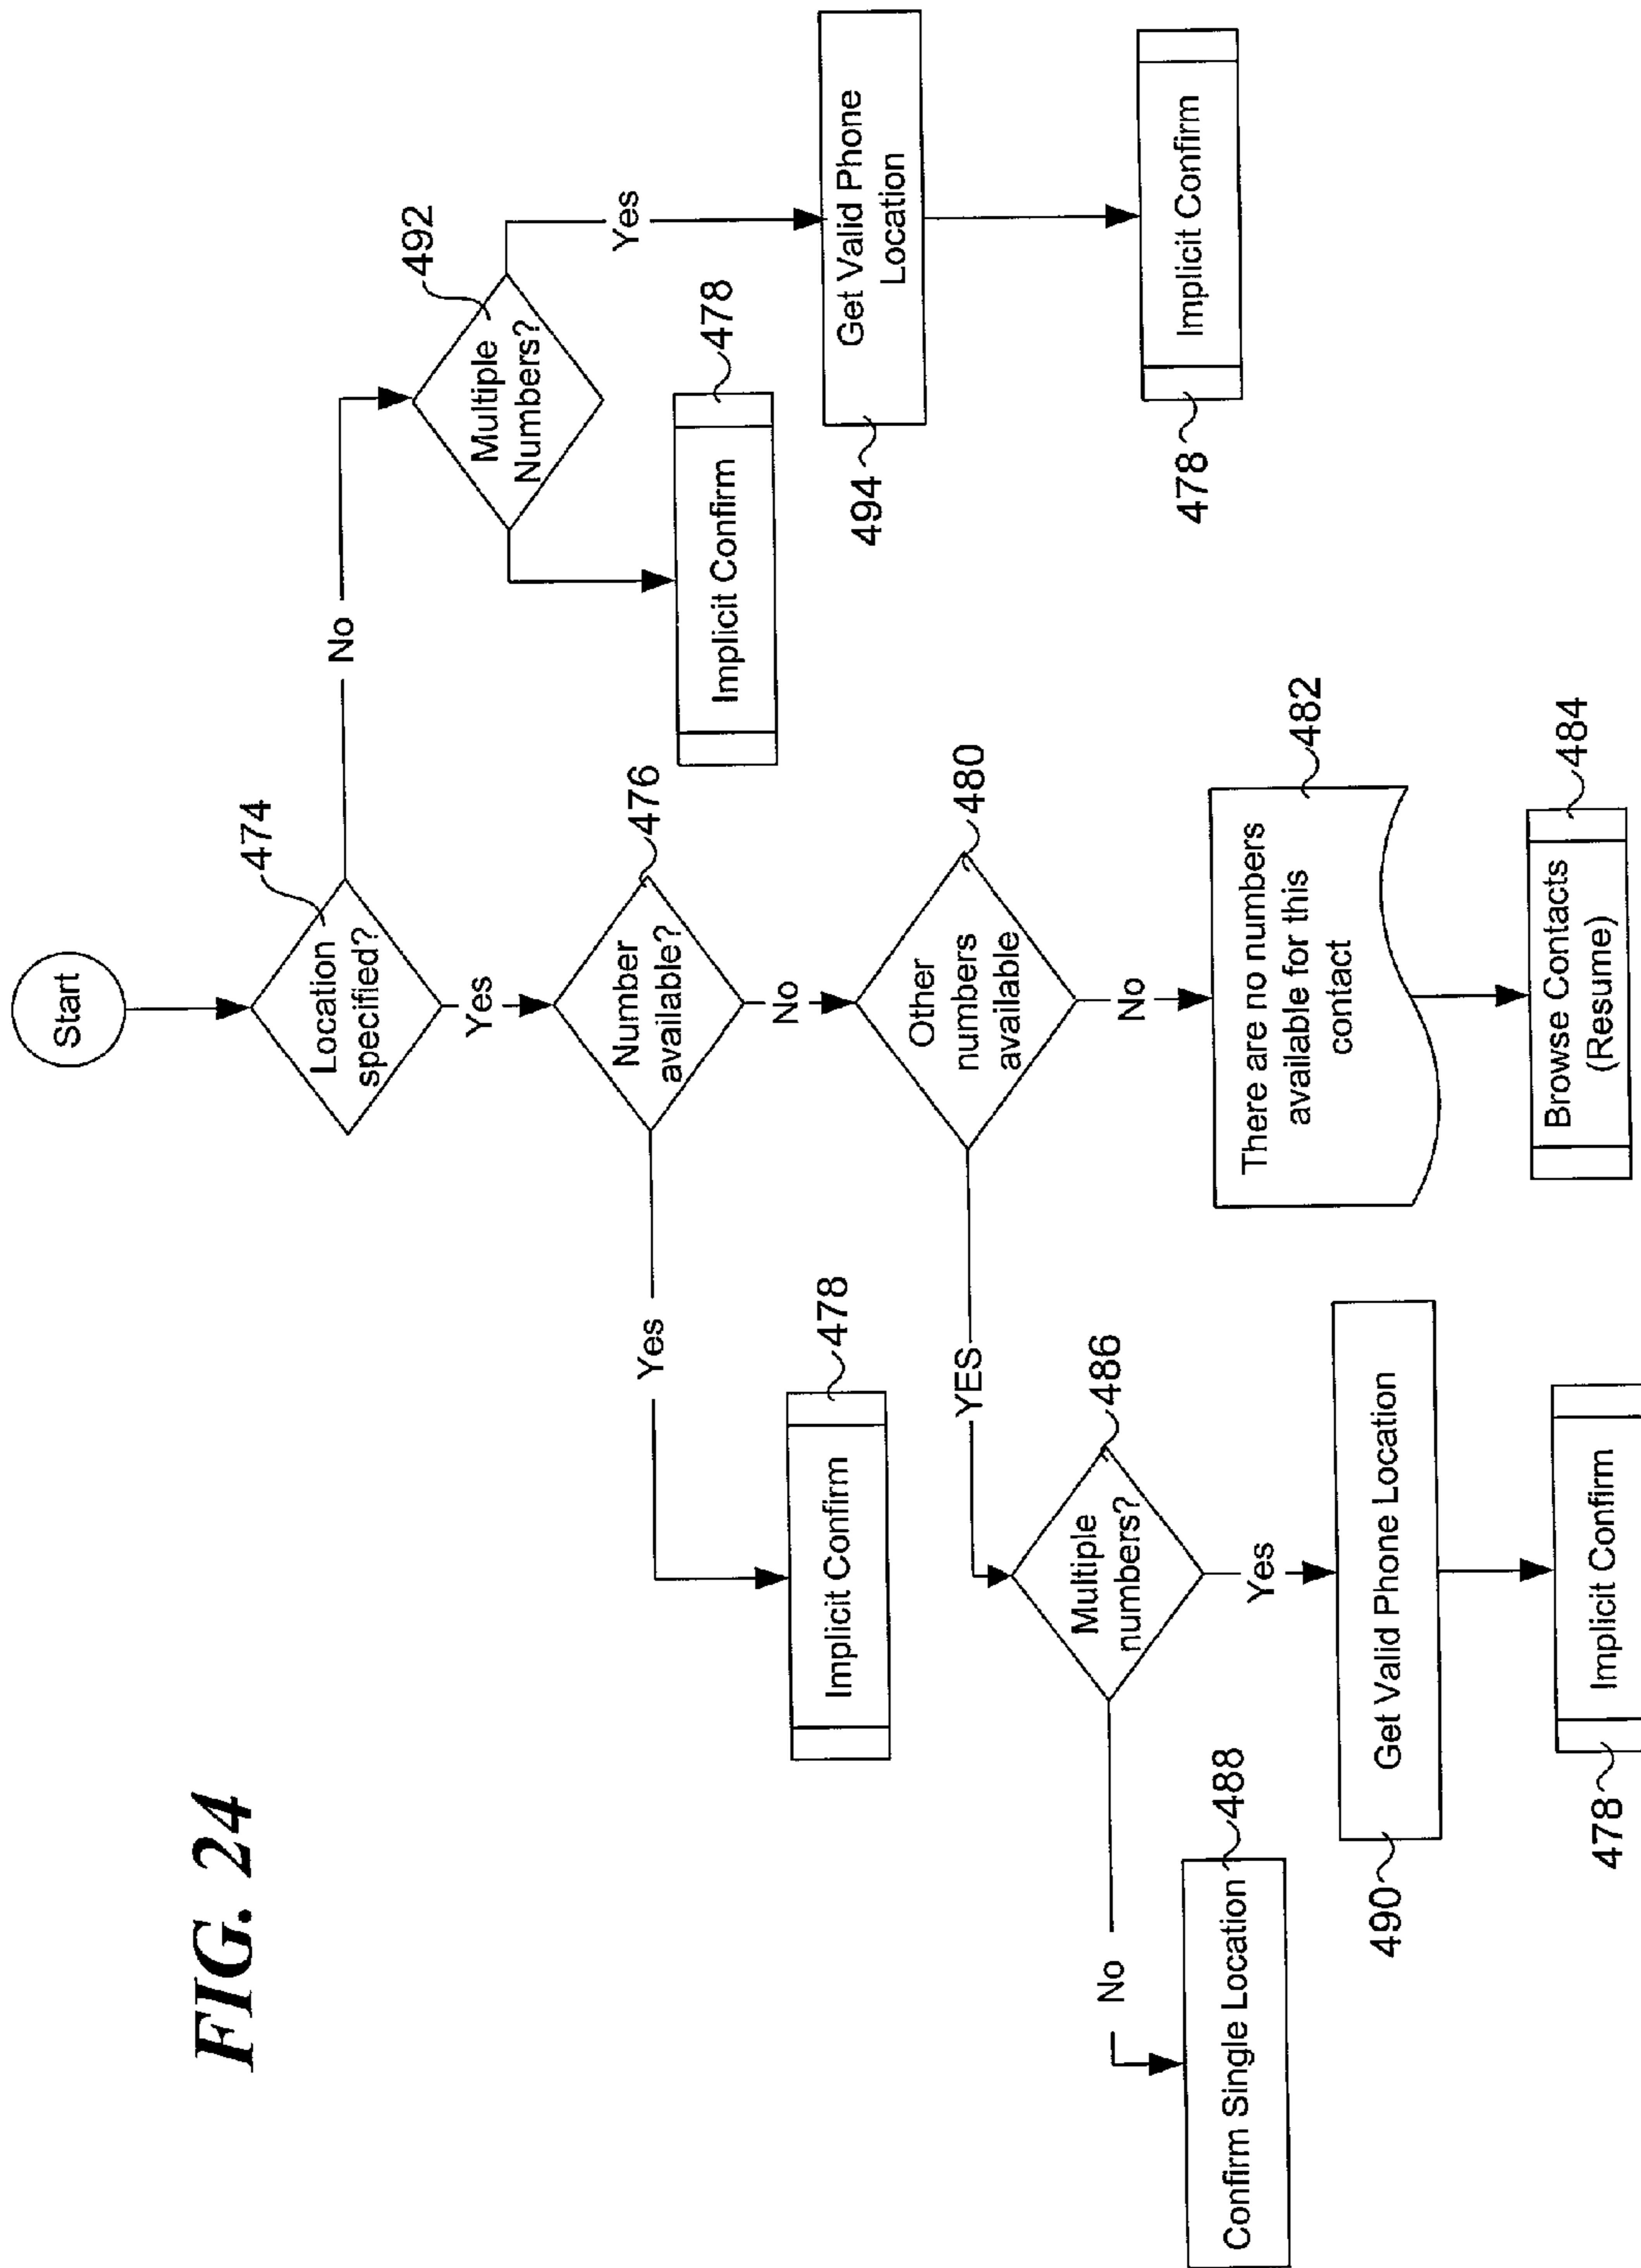 FIG. 24
Start
474
Location
specified?
No
Yes
492
Multiple
Numbers?
Yes
478
Implicit Confirm
494
Get Valid Phone
Location
478
Implicit Confirm
476
Number
available?
Yes
No
478
Implicit Confirm
480
Other
numbers
available
YES
No
482
There are no numbers
available for this
contact
484
Browse Contacts
(Resume)
486
Multiple
numbers?
No
Yes
488
Confirm Single Location
490
Get Valid Phone Location
478
Implicit Confirm